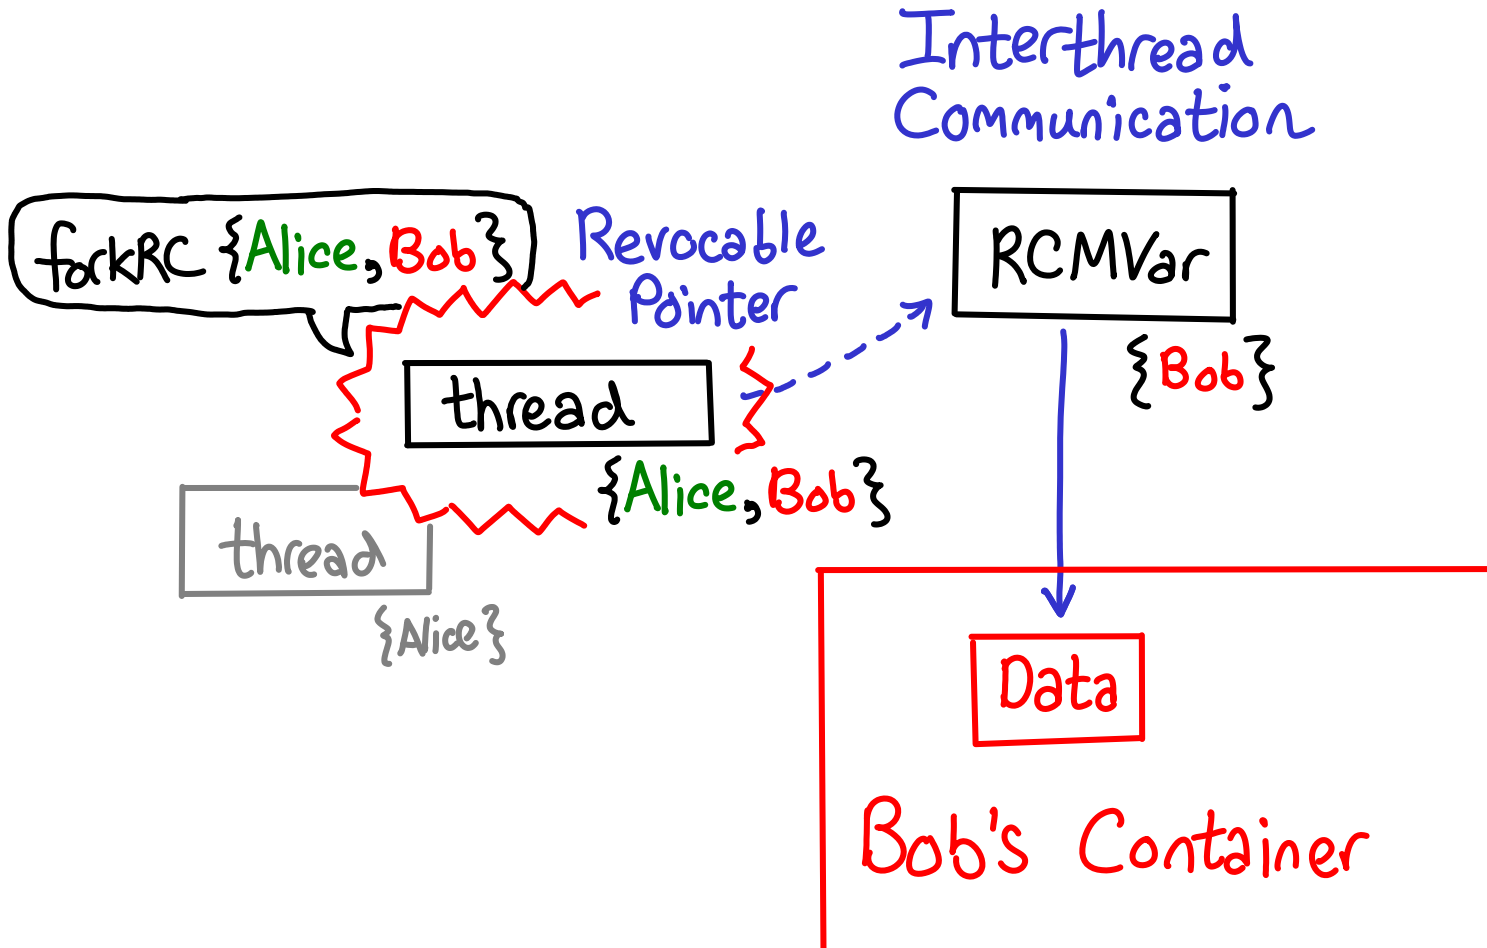 Interthread
Communication
forkRC {Alice, Bob}
Revocable
Pointer
RCMVar
{Bob}
thread
{Alice, Bob}
thread
{Alice}
Data
Bob's Container